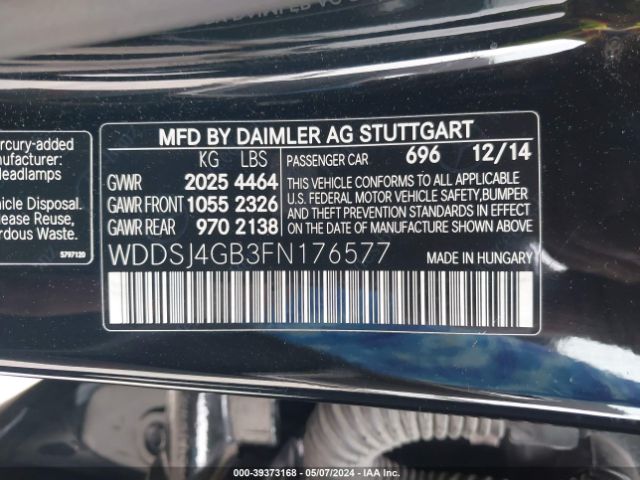 MFD BY DAIMLER AG STUTTGART
KG LBS
GVWR 2025 4464
GAWR FRONT 1055 2326
GAWR REAR 970 2138
PASSENGER CAR 696 12/14
THIS VEHICLE CONFORMS TO ALL APPLICABLE
U.S. FEDERAL MOTOR VEHICLE SAFETY,BUMPER
AND THEFT PREVENTION STANDARDS IN EFFECT
ON THE DATE OF MANUFACTURE SHOWN ABOVE.
WDDSJ4GB3FN176577
MADE IN HUNGARY
rcury-added
eadlamps
hicle Disposal.
lease Reuse,
rdous Waste.
5797120
000-39373168 - 05/07/2024 - IAA Inc.